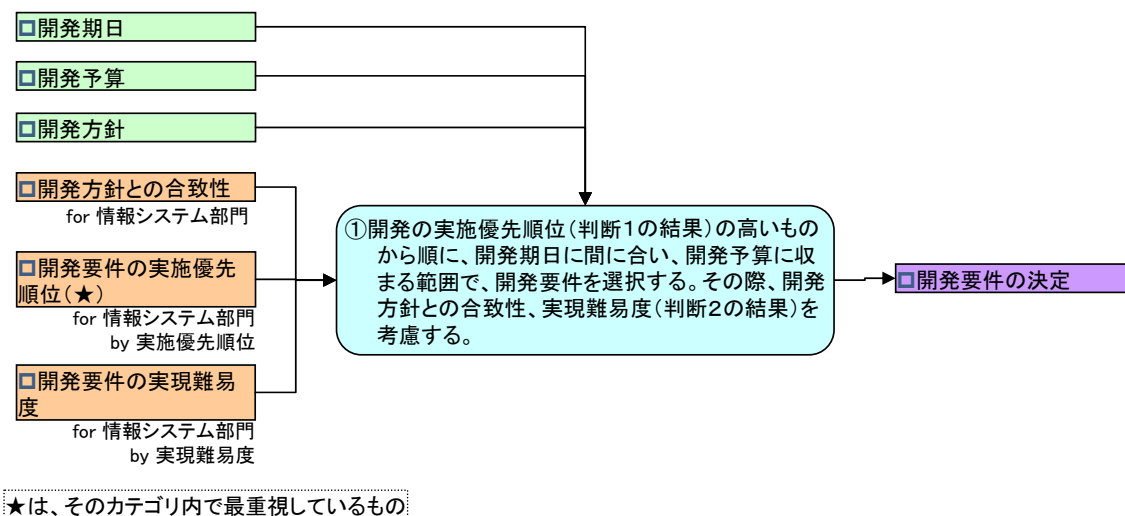 □開発期日
□開発予算
□開発方針
□開発方針との合致性
for 情報システム部門
□開発要件の実施優先
順位(★)
for 情報システム部門
by 実施優先順位
□開発要件の実現難易
度
for 情報システム部門
by 実現難易度
①開発の実施優先順位(判断1の結果)の高いもの
から順に、開発期日に間に合い、開発予算に収
まる範囲で、開発要件を選択する。その際、開発
方針との合致性、実現難易度(判断2の結果)を
考慮する。
□開発要件の決定
★は、そのカテゴリ内で最重視しているもの